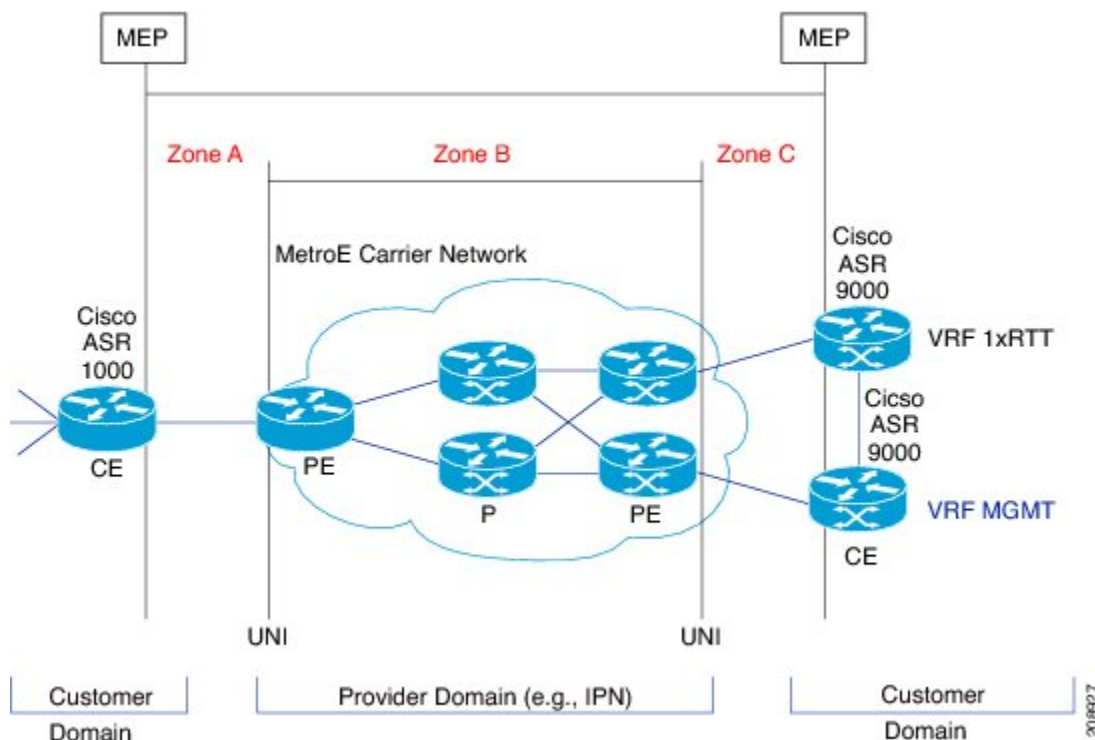 MEP
MEP
Zone A
Zone B
Zone C
MetroE Carrier Network
Cisco
ASR
1000
CE
PE
P
PE
Cisco
ASR
9000
VRF 1xRTT
Cicso
ASR
9000
VRF MGMT
CE
UNI
UNI
Customer
Domain
Provider Domain (e.g., IPN)
Customer
Domain
208927